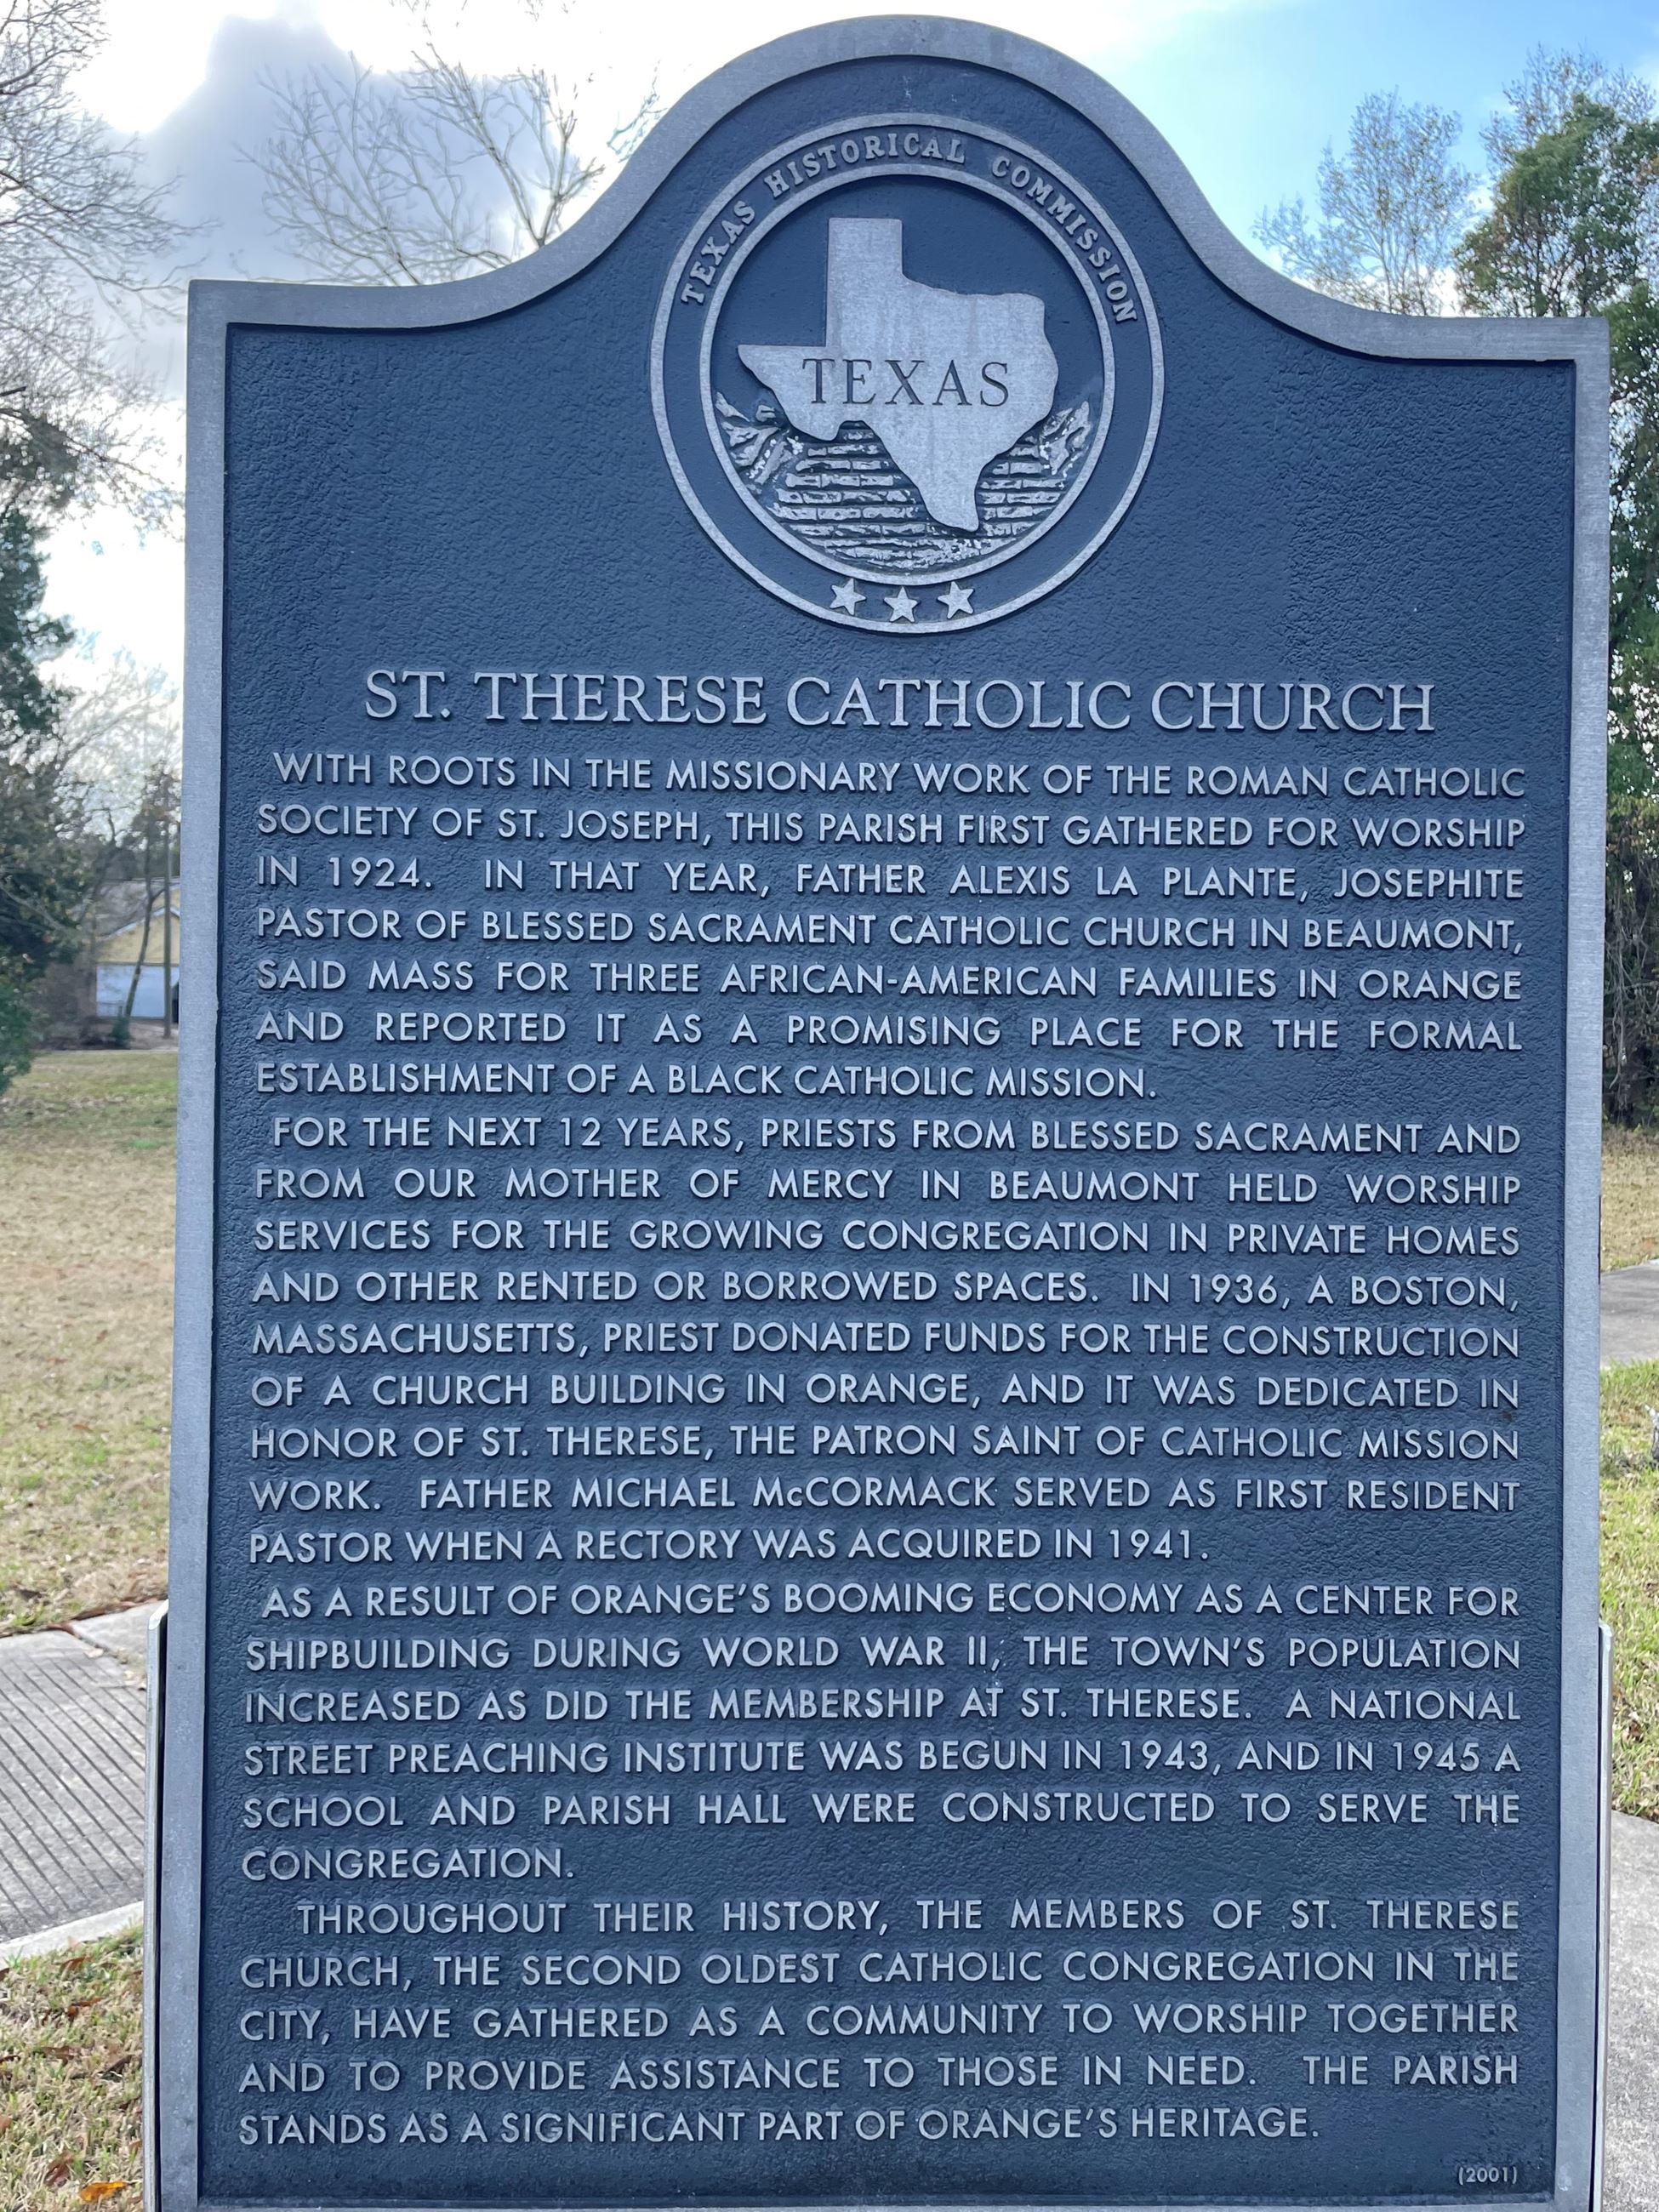 TEXAS HISTORICAL COMMISSION
TEXAS
ST. THERESE CATHOLIC CHURCH
WITH ROOTS IN THE MISSIONARY WORK OF THE ROMAN CATHOLIC
SOCIETY OF ST. JOSEPH, THIS PARISH FIRST GATHERED FOR WORSHIP
IN 1924. IN THAT YEAR, FATHER ALEXIS LA PLANTE, JOSEPHITE
PASTOR OF BLESSED SACRAMENT CATHOLIC CHURCH IN BEAUMONT,
SAID MASS FOR THREE AFRICAN-AMERICAN FAMILIES IN ORANGE
AND REPORTED IT AS A PROMISING PLACE FOR THE FORMAL
ESTABLISHMENT OF A BLACK CATHOLIC MISSION.
FOR THE NEXT 12 YEARS, PRIESTS FROM BLESSED SACRAMENT AND
FROM OUR MOTHER OF MERCY IN BEAUMONT HELD WORSHIP
SERVICES FOR THE GROWING CONGREGATION IN PRIVATE HOMES
AND OTHER RENTED OR BORROWED SPACES. IN 1936, A BOSTON,
MASSACHUSETTS, PRIEST DONATED FUNDS FOR THE CONSTRUCTION
OF A CHURCH BUILDING IN ORANGE, AND IT WAS DEDICATED IN
HONOR OF ST. THERESE, THE PATRON SAINT OF CATHOLIC MISSION
WORK. FATHER MICHAEL McCORMACK SERVED AS FIRST RESIDENT
PASTOR WHEN A RECTORY WAS ACQUIRED IN 1941.
AS A RESULT OF ORANGE'S BOOMING ECONOMY AS A CENTER FOR
SHIPBUILDING DURING WORLD WAR II, THE TOWN'S POPULATION
INCREASED AS DID THE MEMBERSHIP AT ST. THERESE. A NATIONAL
STREET PREACHING INSTITUTE WAS BEGUN IN 1943, AND IN 1945 A
SCHOOL AND PARISH HALL WERE CONSTRUCTED TO SERVE THE
CONGREGATION.
THROUGHOUT THEIR HISTORY, THE MEMBERS OF ST. THERESE
CHURCH, THE SECOND OLDEST CATHOLIC CONGREGATION IN THE
CITY, HAVE GATHERED AS A COMMUNITY TO WORSHIP TOGETHER
AND TO PROVIDE ASSISTANCE TO THOSE IN NEED. THE PARISH
STANDS AS A SIGNIFICANT PART OF ORANGE'S HERITAGE.
(2001)